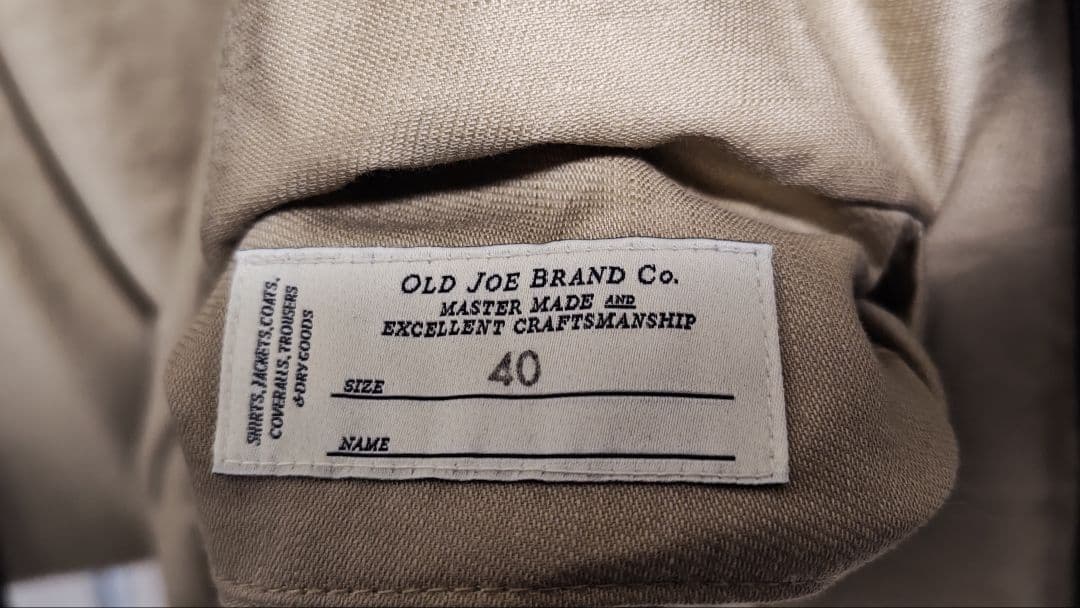 OLD JOE BRAND CO.
MASTER MADE AND
EXCELLENT CRAFTSMANSHIP
SIZE 40
NAME
SHIRTS, JACKETS, COATS,
COVERALLS, TROUSERS
& DRY GOODS